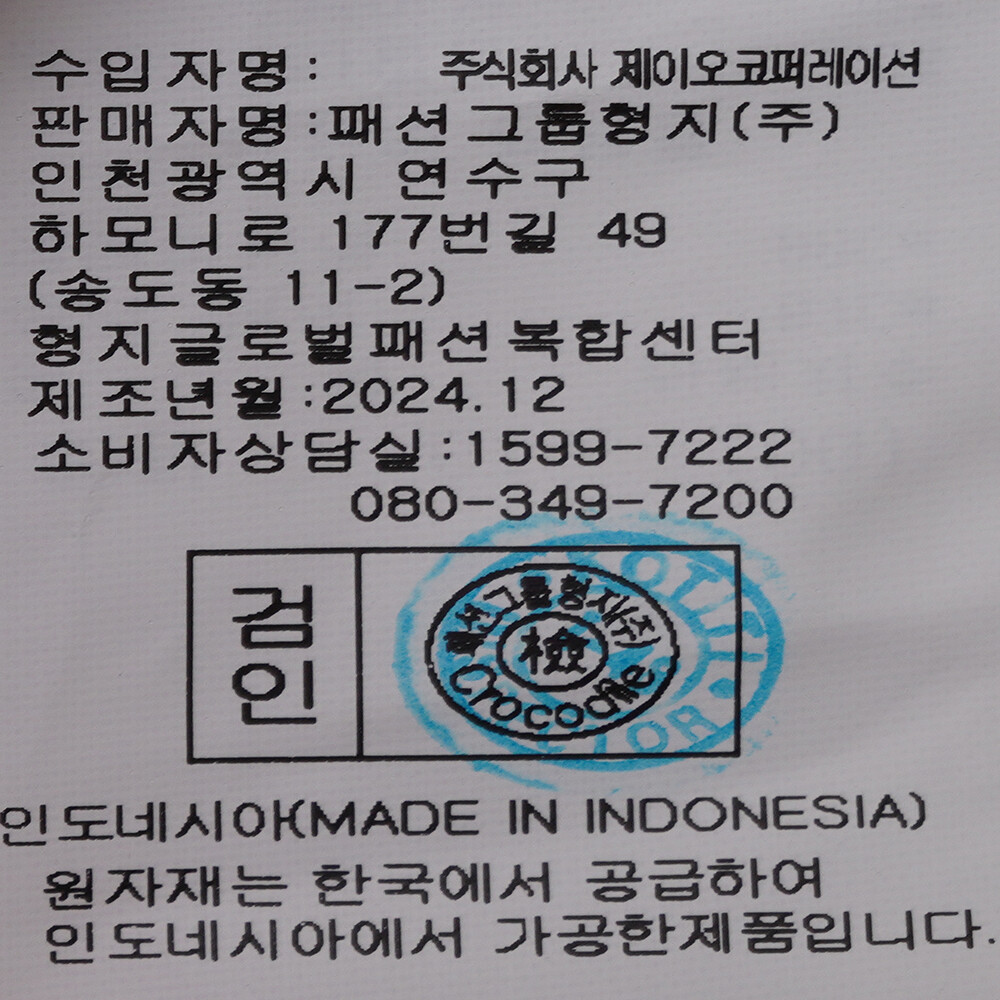 수입자명: 주식회사 제이오코퍼레이션
판매자명:패션그룹형지(주)
인천광역시 연수구
하모니로 177번길 49
(송도동 11-2)
형지글로벌패션복합센터
제조년월:2024.12
소비자상담실:1599-7222
080-349-7200
검인
패션그룹형지(주)
檢
Crocodile
인도네시아(MADE IN INDONESIA)
원자재는 한국에서 공급하여
인도네시아에서 가공한제품입니다.